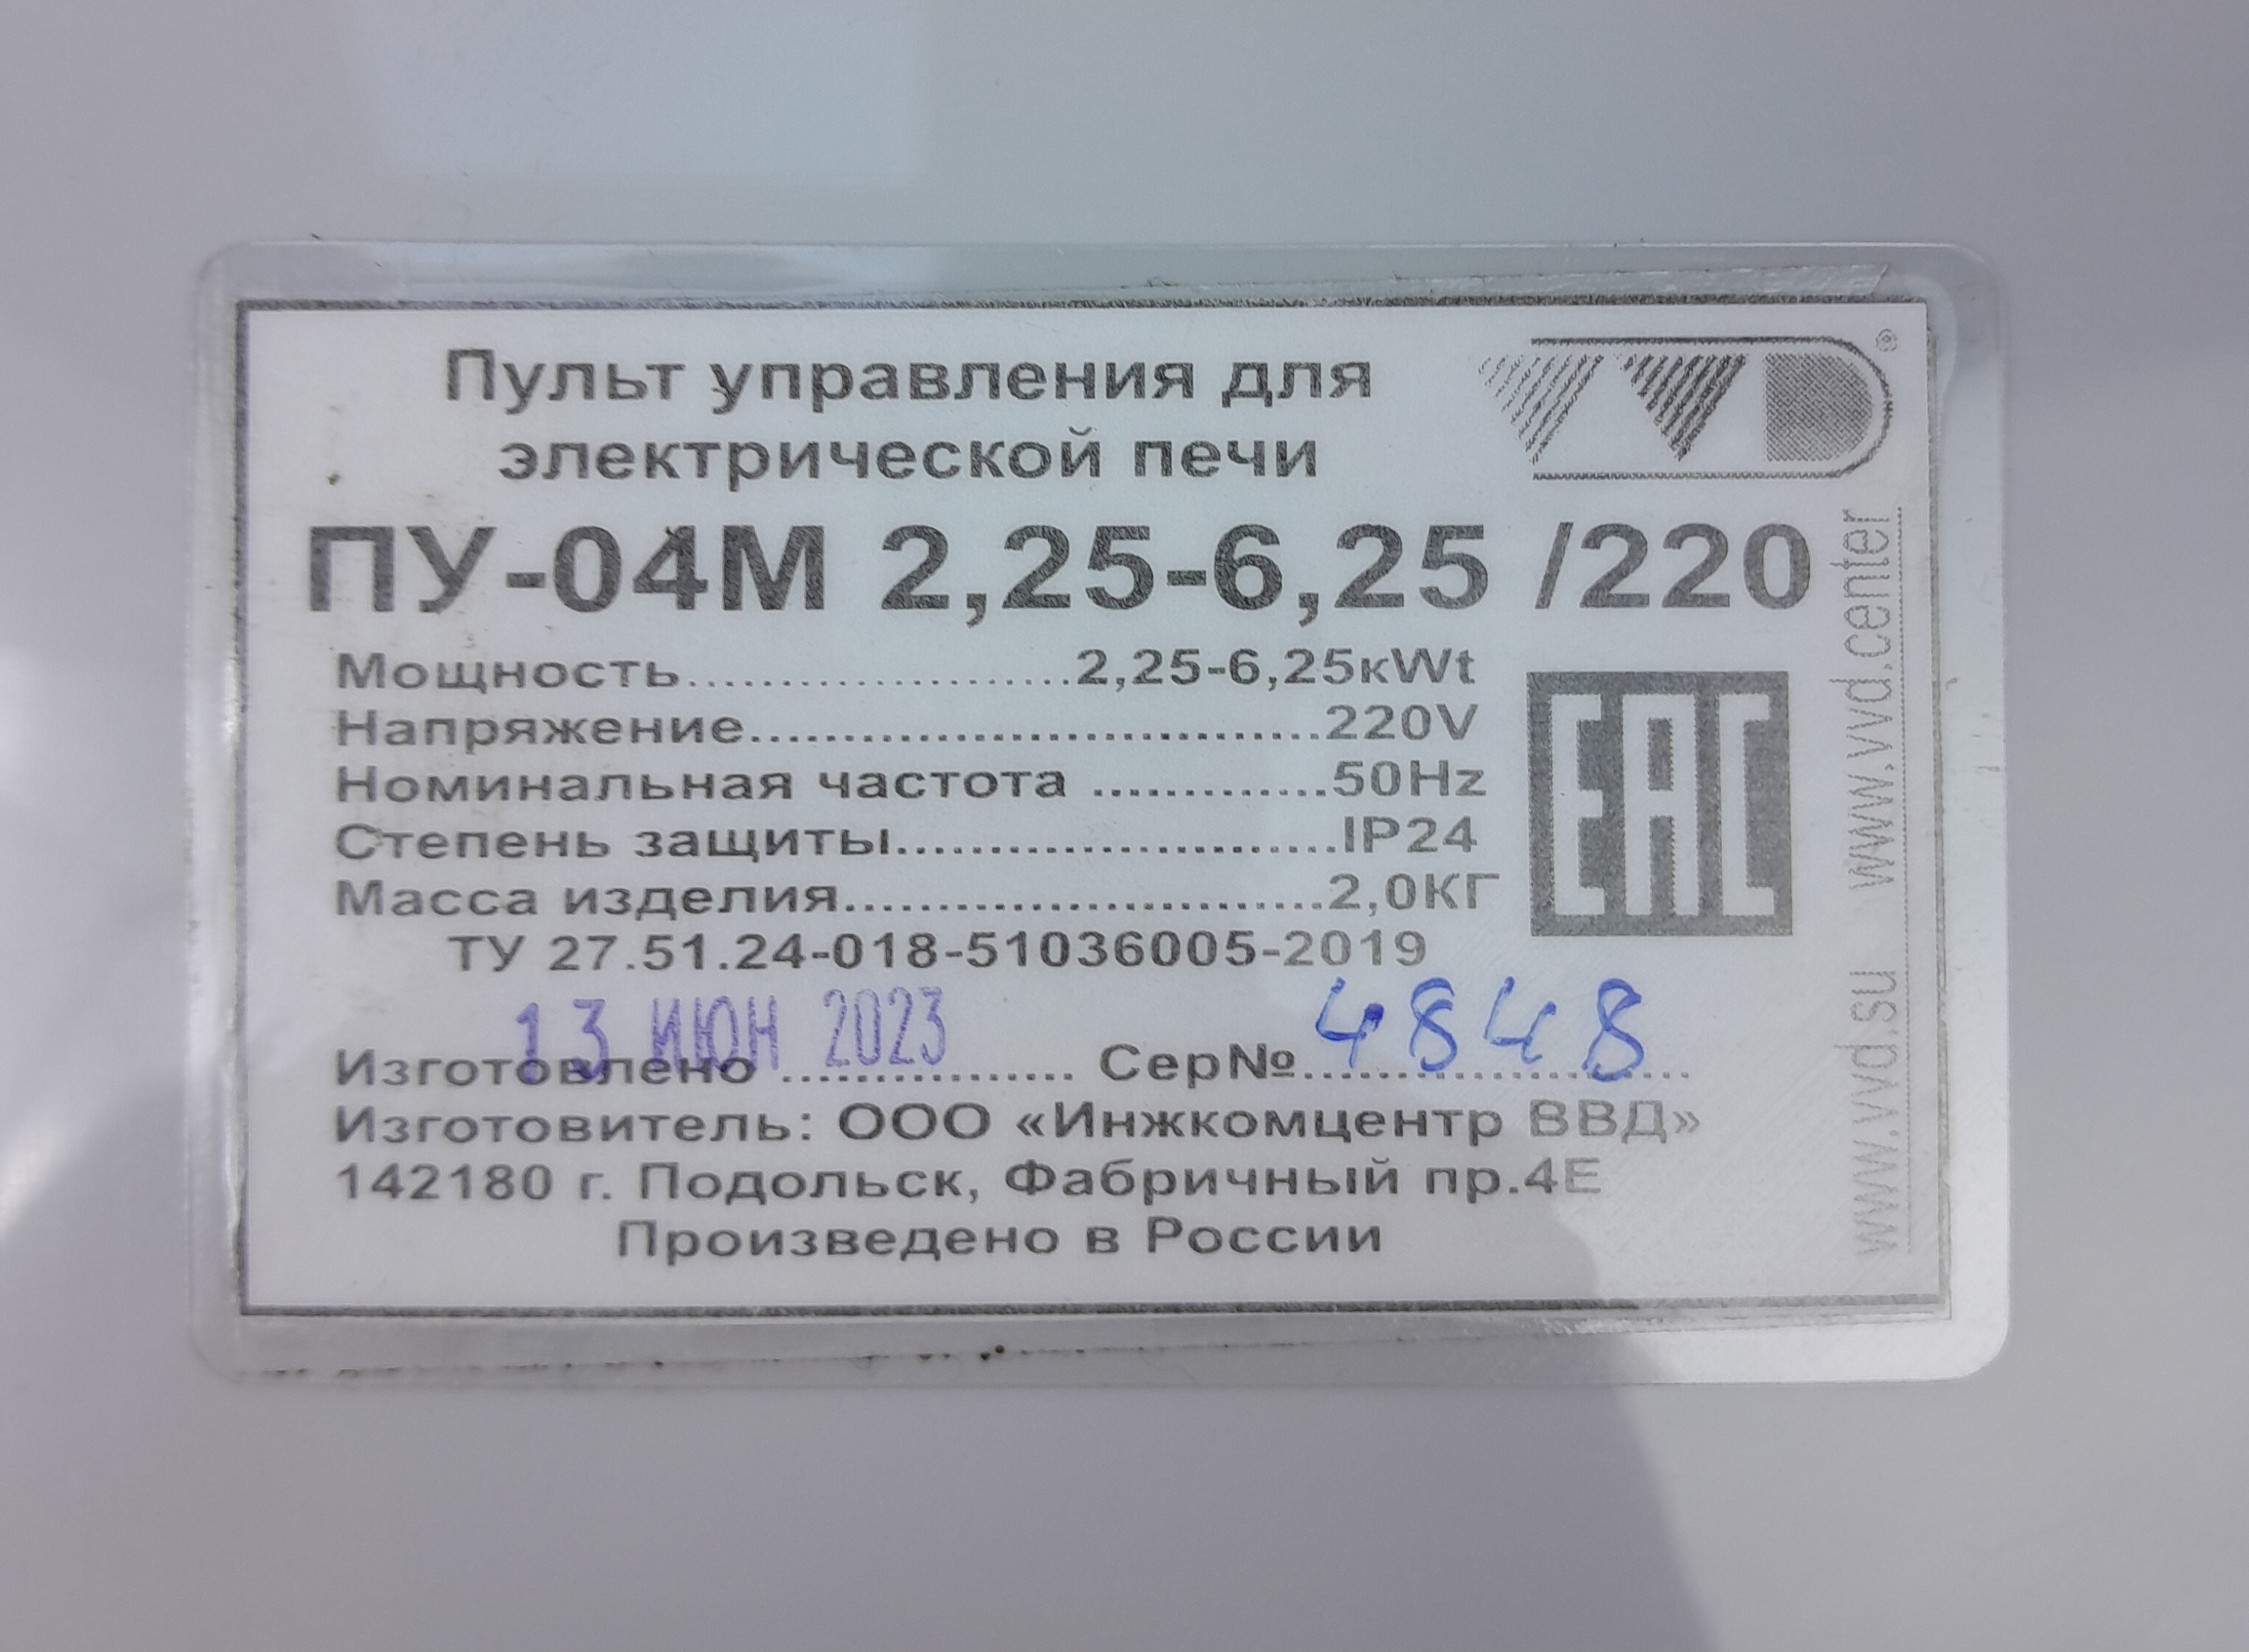 Пульт управления для
электрической печи
VVD®
ПУ-04М 2,25-6,25 /220
Мощность.....................2,25-6,25кWt
Напряжение...............................220V
Номинальная частота .............50Hz
Степень защиты........................IP24
Масса изделия..........................2,0КГ
ТУ 27.51.24-018-51036005-2019
EAC
13 ИЮН 2023
4848
Изготовлено ................ Сер№.....................
Изготовитель: ООО «Инжкомцентр ВВД»
142180 г. Подольск, Фабричный пр.4Е
Произведено в России
www.vvd.su www.vvd.center